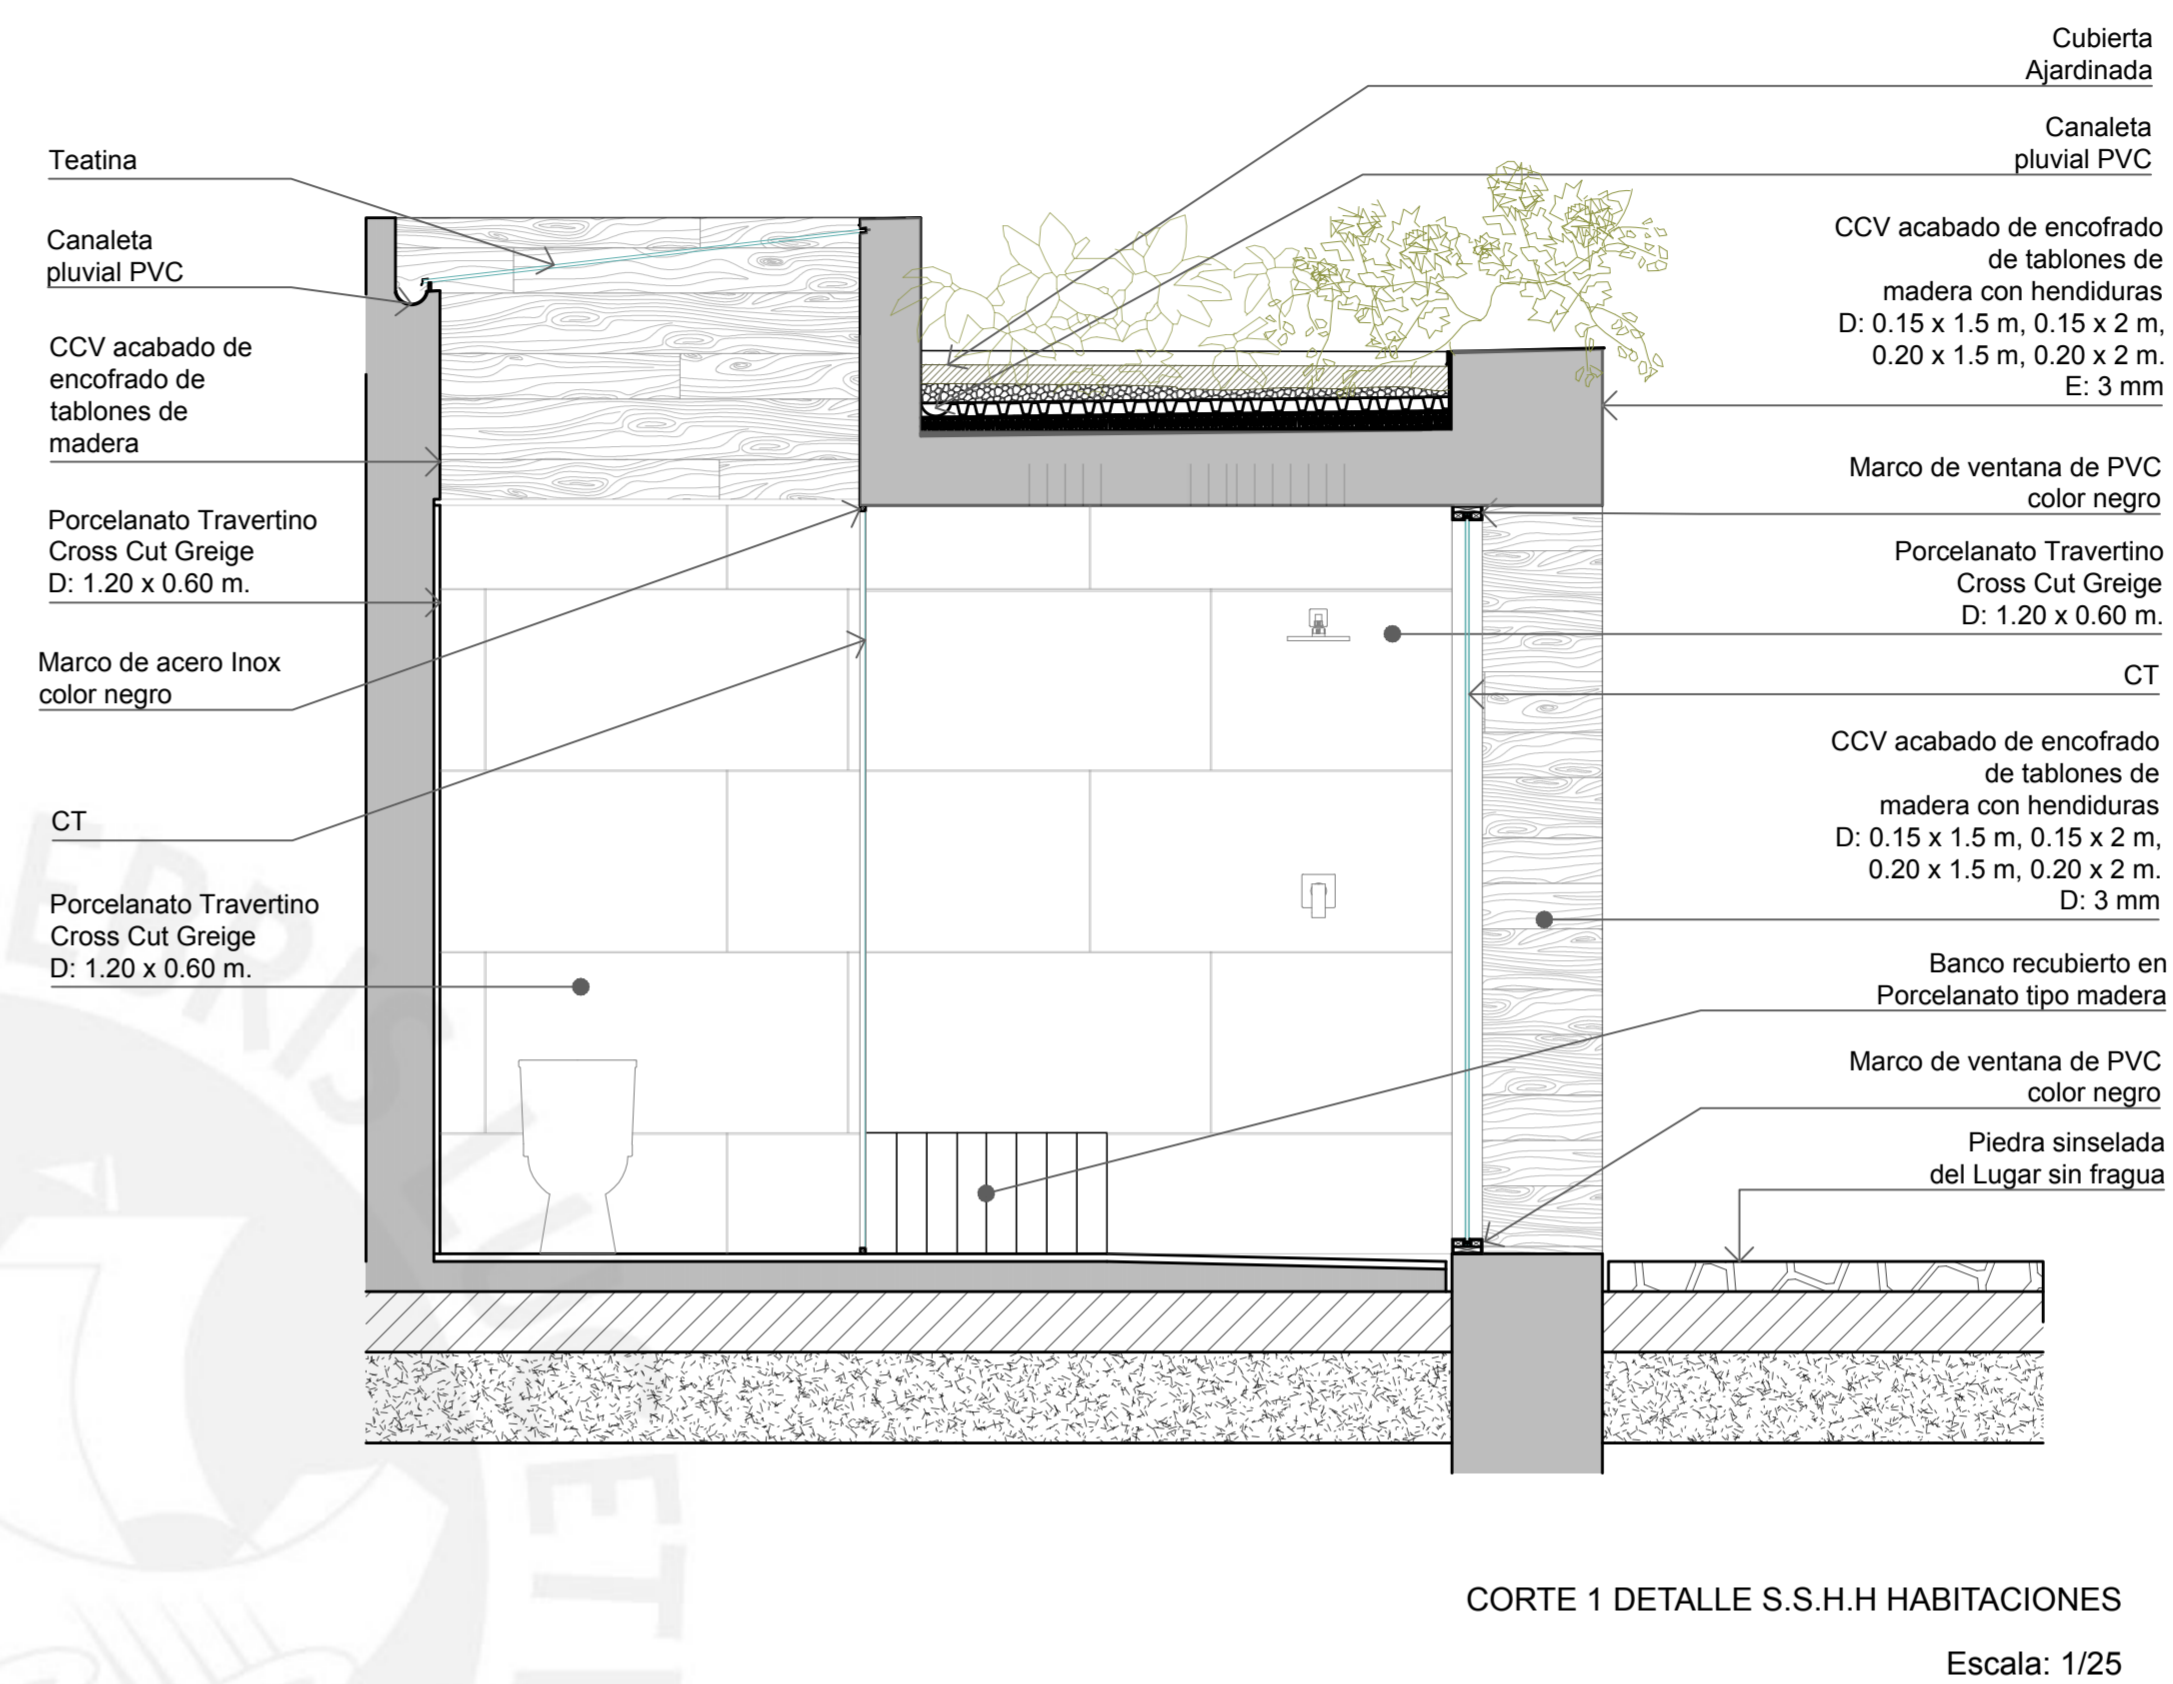 Teatina
Canaleta
pluvial PVC
CCV acabado de
encofrado de
tablones de
madera
Porcelanato Travertino
Cross Cut Greige
D: 1.20 x 0.60 m.
Marco de acero Inox
color negro
CT
Porcelanato Travertino
Cross Cut Greige
D: 1.20 x 0.60 m.
Cubierta
Ajardinada
Canaleta
pluvial PVC
CCV acabado de encofrado
de tablones de
madera con hendiduras
D: 0.15 x 1.5 m, 0.15 x 2 m,
0.20 x 1.5 m, 0.20 x 2 m.
E: 3 mm
Marco de ventana de PVC
color negro
Porcelanato Travertino
Cross Cut Greige
D: 1.20 x 0.60 m.
CT
CCV acabado de encofrado
de tablones de
madera con hendiduras
D: 0.15 x 1.5 m, 0.15 x 2 m,
0.20 x 1.5 m, 0.20 x 2 m.
D: 3 mm
Banco recubierto en
Porcelanato tipo madera
Marco de ventana de PVC
color negro
Piedra sinselada
del Lugar sin fragua
CORTE 1 DETALLE S.S.H.H HABITACIONES
Escala: 1/25